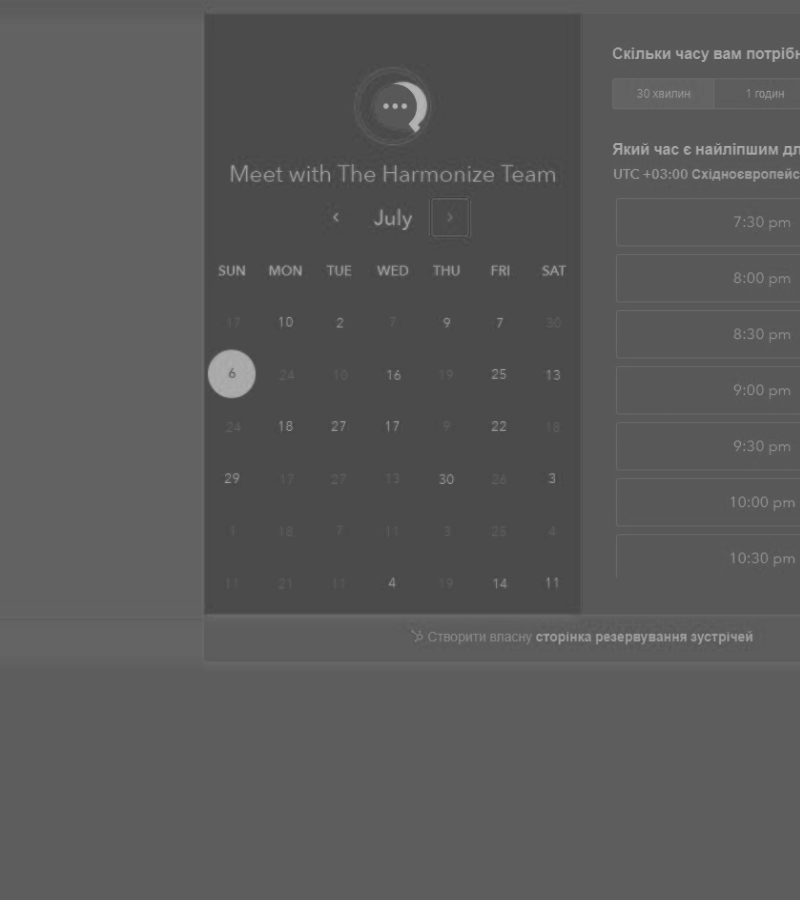 Meet with The Harmonize Team
July
SUN MON TUE WED THU FRI SAT
17 10 2 7 9 7 30
6 24 10 16 19 25 13
24 18 27 17 9 22 18
29 17 27 13 30 26 3
1 18 7 11 3 25 4
11 21 11 4 19 14 11
Скільки часу вам потріб
30 хвилин 1 годин
Який час є найліпшим
UTC +03:00 Східноєвропейс
7:30 pm
8:00 pm
8:30 pm
9:00 pm
9:30 pm
10:00 pm
10:30 pm
Створити власну сторінка резервування зустрічей